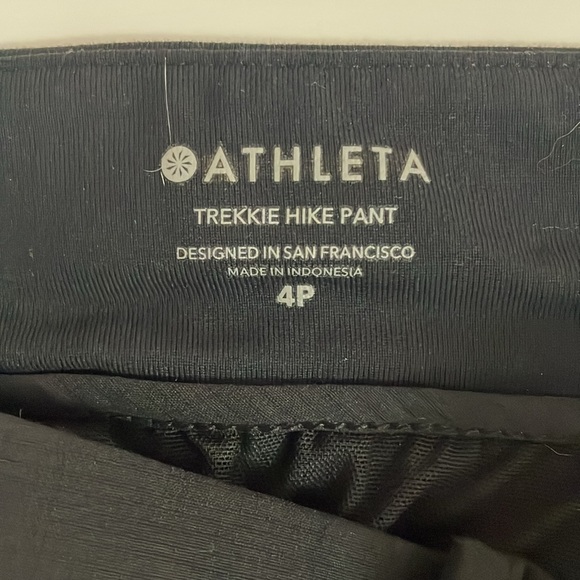 ATHLETA
TREKKIE HIKE PANT
DESIGNED IN SAN FRANCISCO
MADE IN INDONESIA
4P